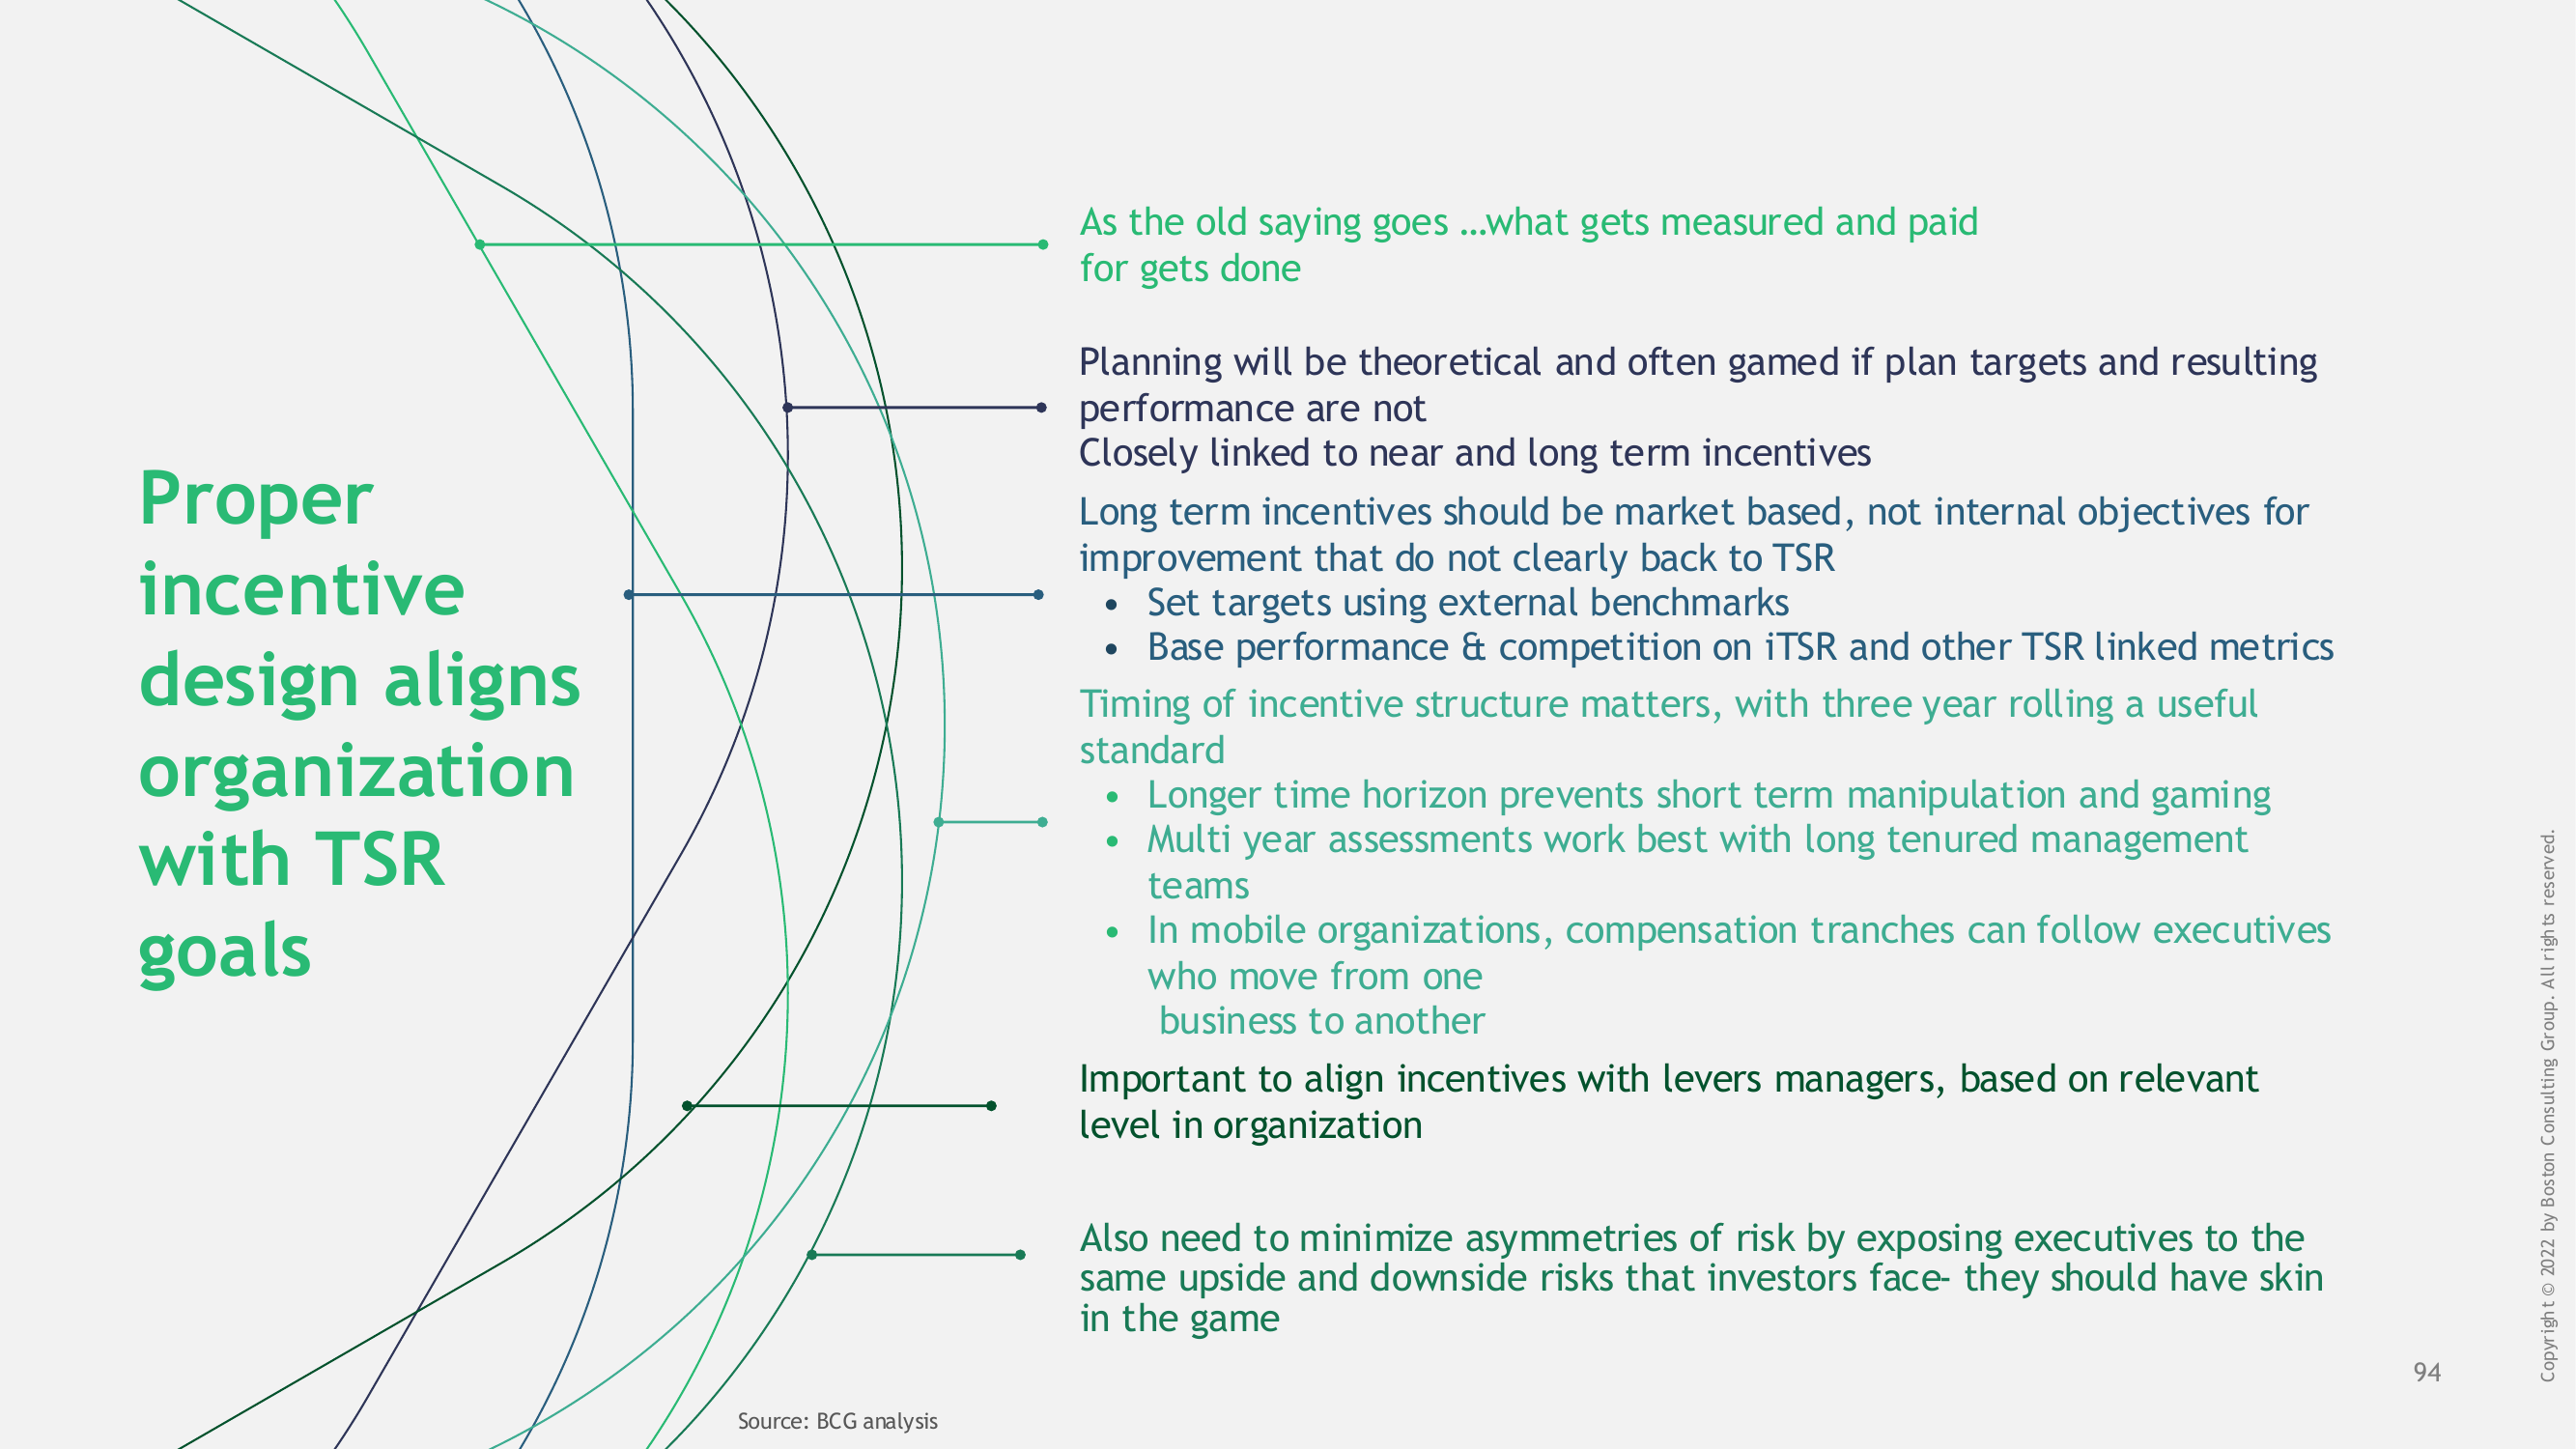 Proper
incentive
design aligns
organization
with TSR
goals
As the old saying goes …what gets measured and paid
for gets done
Planning will be theoretical and often gamed if plan targets and resulting
performance are not
Closely linked to near and long term incentives
Long term incentives should be market based, not internal objectives for
improvement that do not clearly back to TSR
• Set targets using external benchmarks
• Base performance & competition on iTSR and other TSR linked metrics
Timing of incentive structure matters, with three year rolling a useful
standard
• Longer time horizon prevents short term manipulation and gaming
• Multi year assessments work best with long tenured management
teams
• In mobile organizations, compensation tranches can follow executives
who move from one
business to another
Important to align incentives with levers managers, based on relevant
level in organization
Also need to minimize asymmetries of risk by exposing executives to the
same upside and downside risks that investors face- they should have skin
in the game
Source: BCG analysis
94
Copyright © 2022 by Boston Consulting Group. All rights reserved.